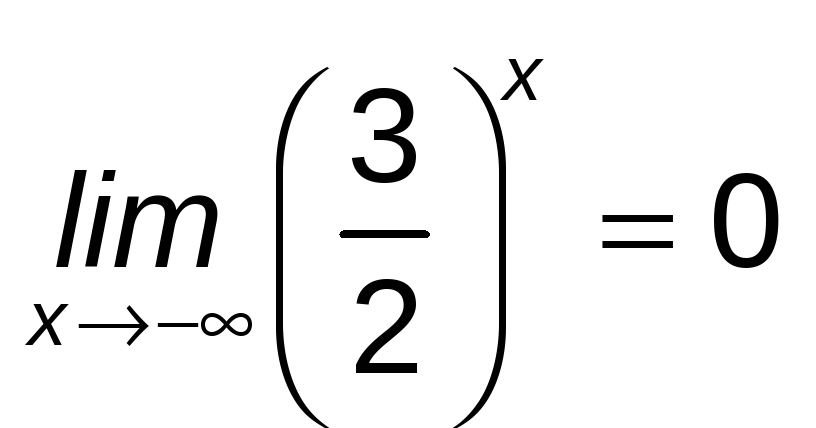 lim x→−∞ (3/2)^x = 0